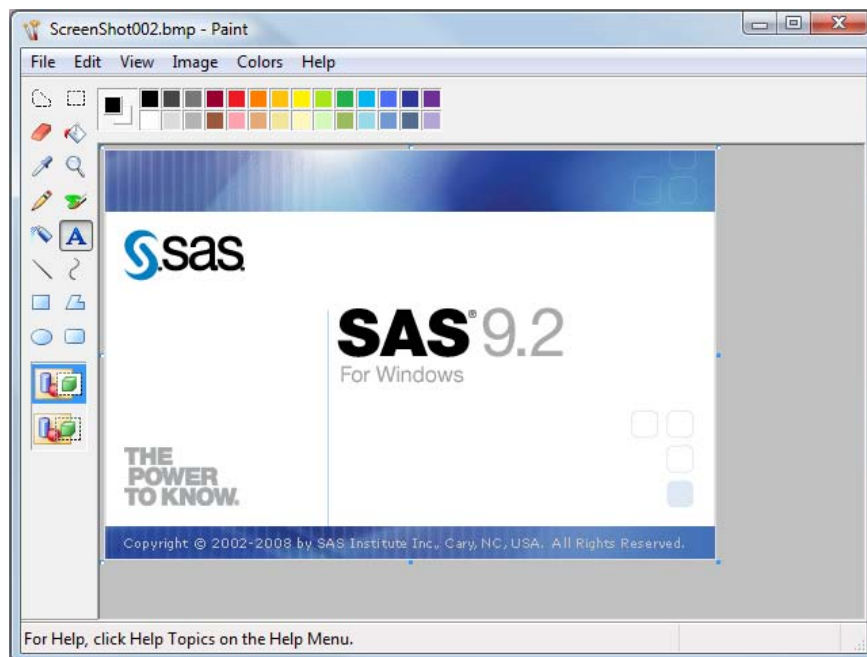 ScreenShot002.bmp - Paint
File Edit View Image Colors Help
A
S.sas.
SAS® 9.2
For Windows
THE
POWER
TO KNOW.
Copyright © 2002-2008 by SAS Institute Inc., Cary, NC, USA. All Rights Reserved.
For Help, click Help Topics on the Help Menu.